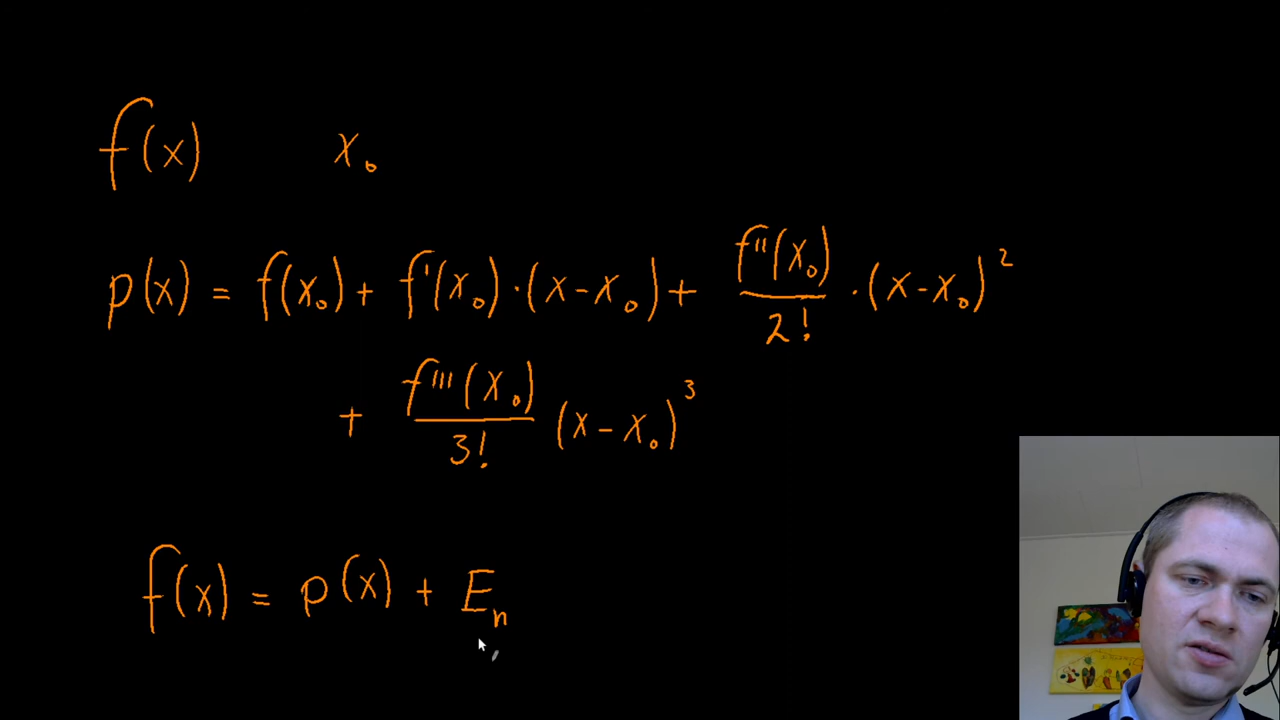 f(x) x₀
p(x) = f(x₀) + f'(x₀)·(x-x₀) + f''(x₀)/2! ·(x-x₀)²
+ f'''(x₀)/3! (x-x₀)³
f(x) = p(x) + Eₙ